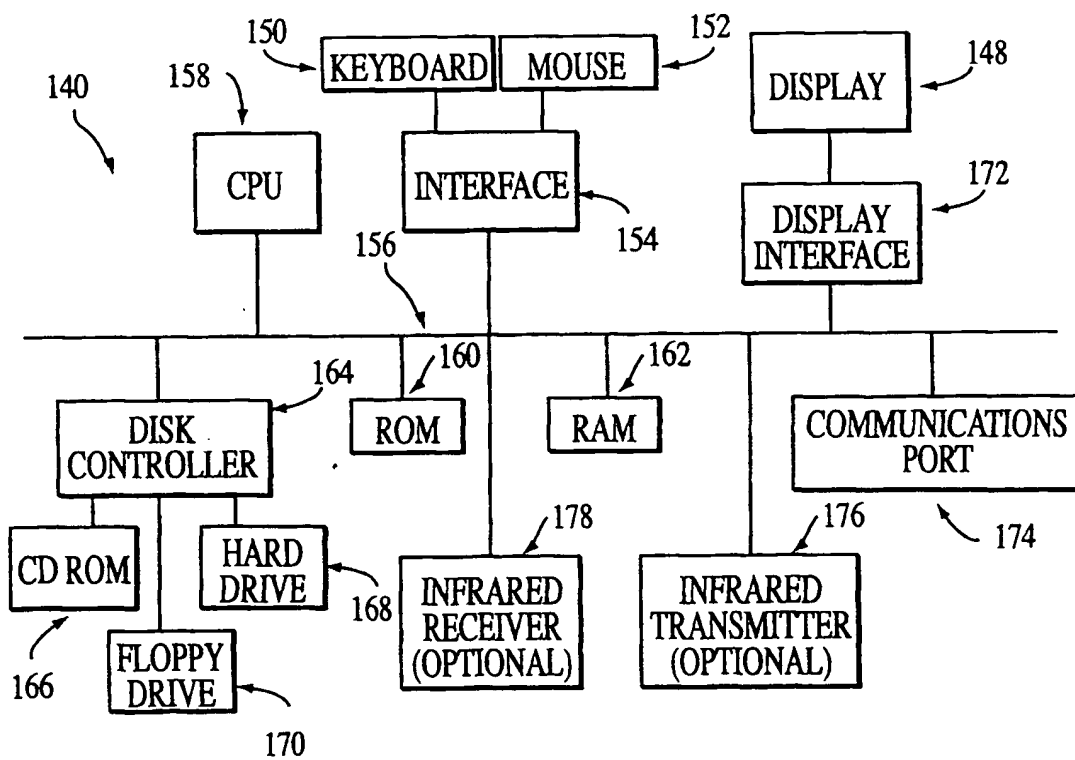 150
KEYBOARD
MOUSE
152
140
158
DISPLAY
148
CPU
INTERFACE
154
DISPLAY
INTERFACE
172
156
164
DISK
CONTROLLER
160
ROM
162
RAM
COMMUNICATIONS
PORT
174
CD ROM
166
HARD
DRIVE
168
FLOPPY
DRIVE
170
178
INFRARED
RECEIVER
(OPTIONAL)
176
INFRARED
TRANSMITTER
(OPTIONAL)